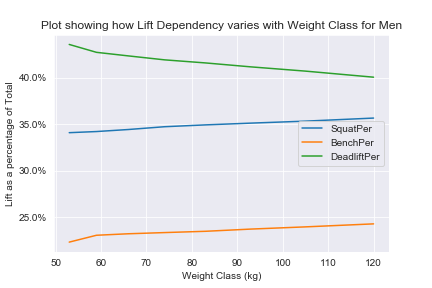 Plot showing how Lift Dependency varies with Weight Class for Men
Lift as a percentage of Total
40.0%
35.0%
30.0%
25.0%
SquatPer
BenchPer
DeadliftPer
50 60 70 80 90 100 110 120
Weight Class (kg)